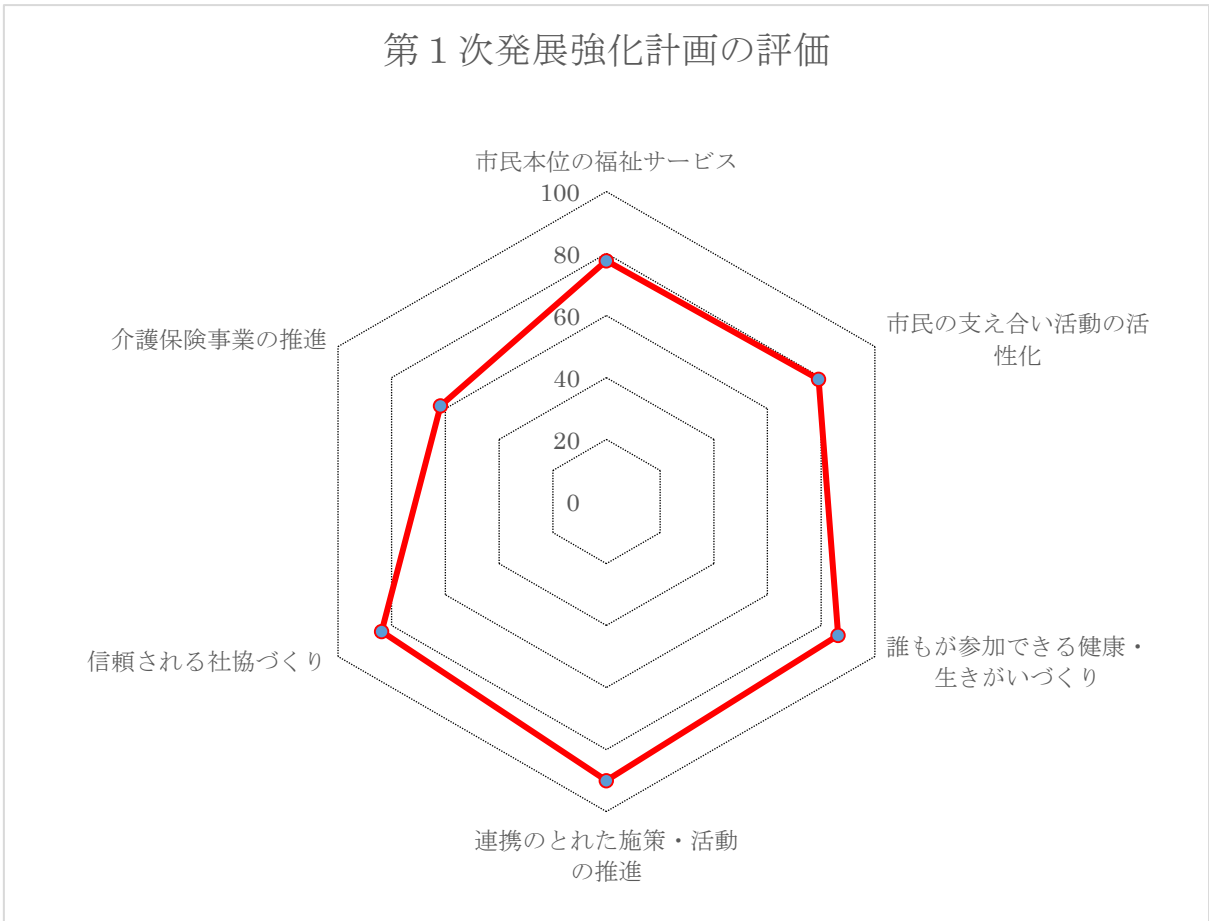 第１次発展強化計画の評価
市民本位の福祉サービス
100
80
60
40
20
0
市民の支え合い活動の活
性化
誰もが参加できる健康・
生きがいづくり
連携のとれた施策・活動
の推進
信頼される社協づくり
介護保険事業の推進